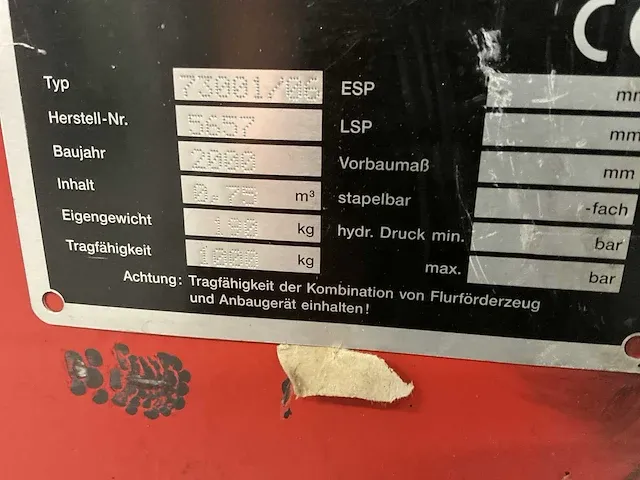 CE
Typ 73001/06 ESP mm
Herstell-Nr. 5657 LSP mm
Baujahr 2000 Vorbaumaß mm
Inhalt 0,75 m³ stapelbar -fach
Eigengewicht 190 kg hydr. Druck min. bar
Tragfähigkeit 1000 kg max. bar
Achtung: Tragfähigkeit der Kombination von Flurförderzeug
und Anbaugerät einhalten!